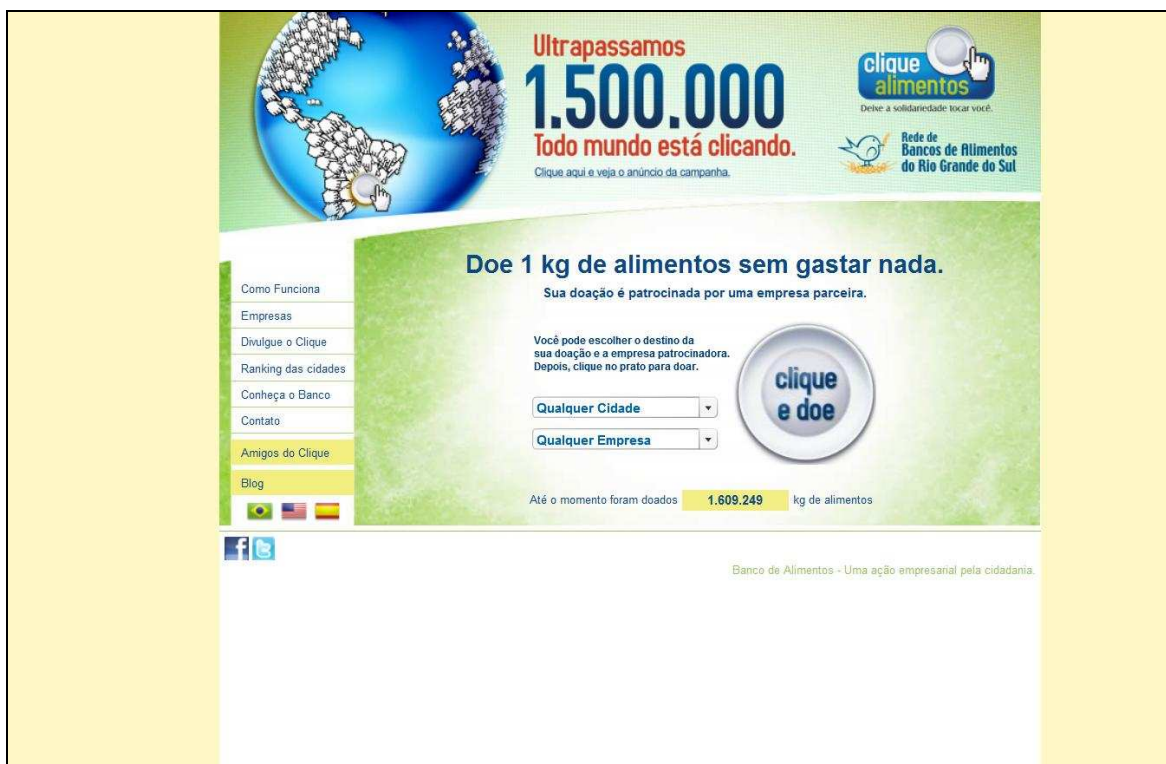 Ultrapassamos
1.500.000
Todo mundo está clicando.
Clique aqui e veja o anúncio da campanha.
clique
alimentos
Deixe a solidariedade tocar você.
Rede de
Bancos de Alimentos
do Rio Grande do Sul
Como Funciona
Empresas
Divulgue o Clique
Ranking das cidades
Conheça o Banco
Contato
Amigos do Clique
Blog
Doe 1 kg de alimentos sem gastar nada.
Sua doação é patrocinada por uma empresa parceira.
Você pode escolher o destino da
sua doação e a empresa patrocinadora.
Depois, clique no prato para doar.
Qualquer Cidade
Qualquer Empresa
clique
e doe
Até o momento foram doados 1.609.249 kg de alimentos
Banco de Alimentos - Uma ação empresarial pela cidadania.